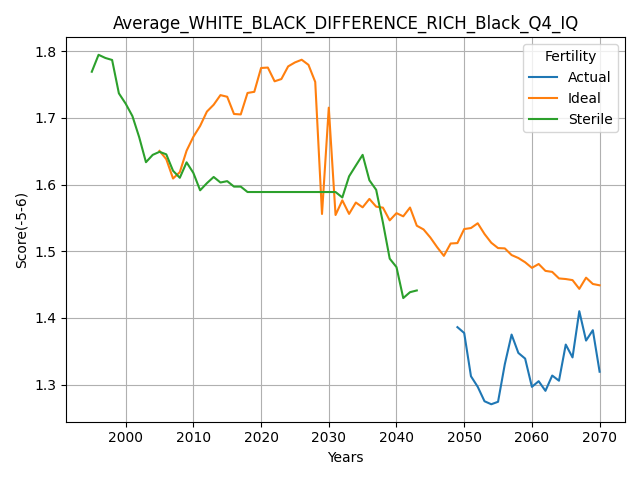 Average_WHITE_BLACK_DIFFERENCE_RICH_Black_Q4_IQ
Fertility
Actual
Ideal
Sterile
Score(-5-6)
1.8
1.7
1.6
1.5
1.4
1.3
2000 2010 2020 2030 2040 2050 2060 2070
Years